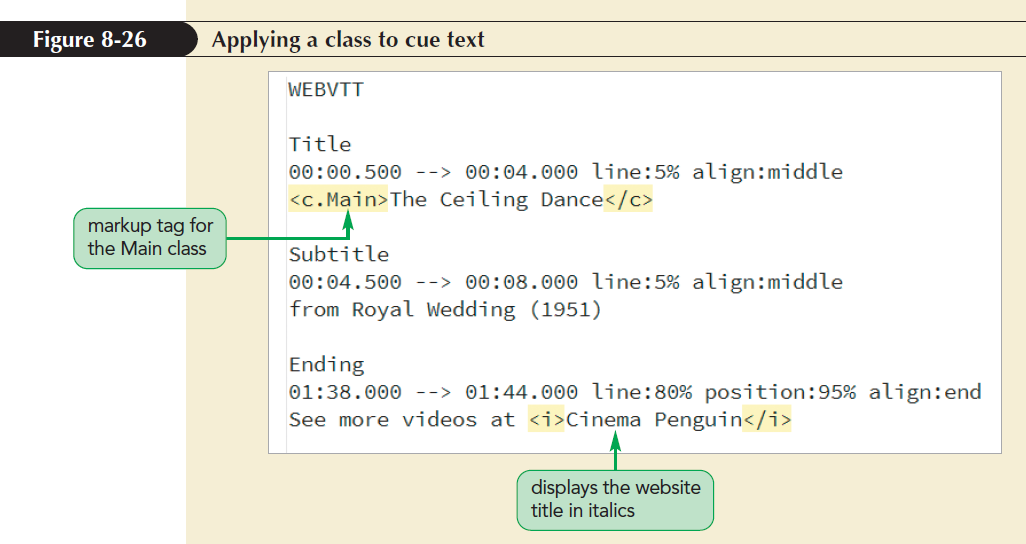 Figure 8-26
Applying a class to cue text
WEBVTT
Title
00:00.500 --> 00:04.000 line:5% align:middle
<c.Main>The Ceiling Dance</c>
markup tag for
the Main class
Subtitle
00:04.500 --> 00:08.000 line:5% align:middle
from Royal Wedding (1951)
Ending
01:38.000 --> 01:44.000 line:80% position:95% align:end
See more videos at <i>Cinema Penguin</i>
displays the website
title in italics